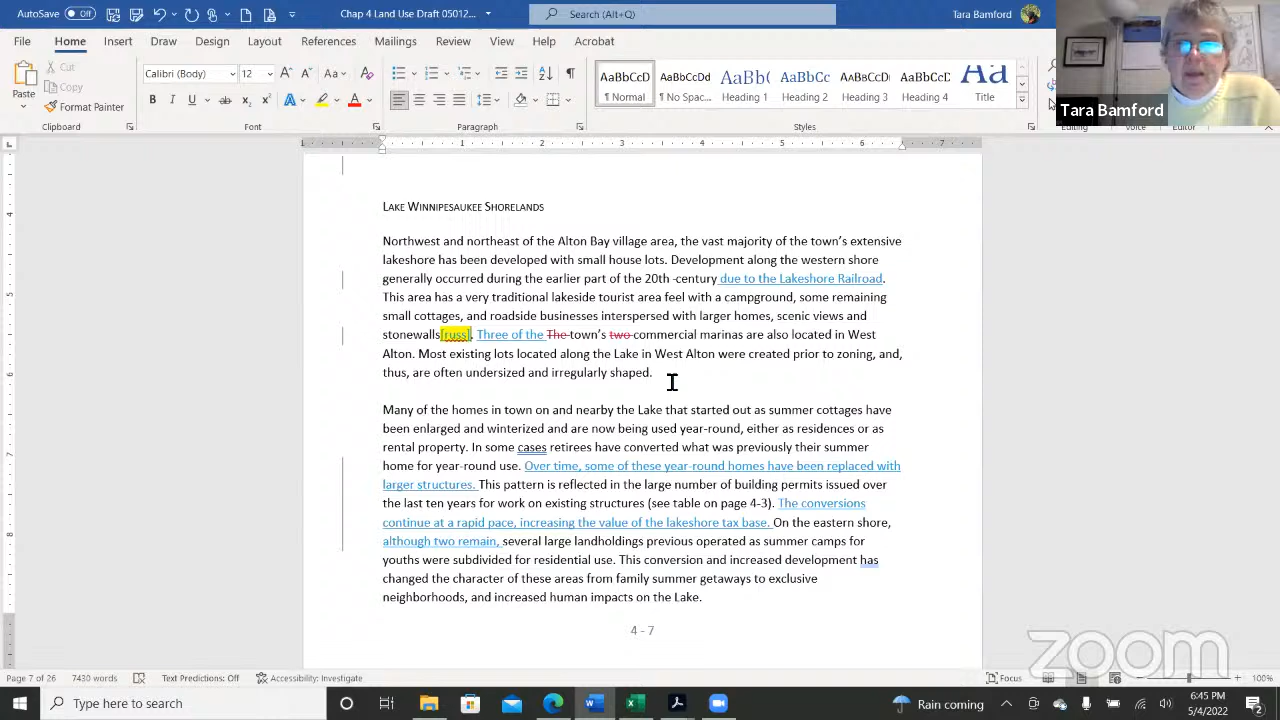 Chap 4 Land Use D2012...
Saved to this PC
Tara Bamford
File
Home
Insert
Draw
Design
Layout
References
Mailings
Review
View
Help
Acrobat
Cut
Copy
Format Painter
Paste
Calibri (Body)
12
AaBbCcD
AaBbCcDd
AaBbC
AaBbCc
AaBbCcDı
AaBbCcDı
Aa
¶ Normal
¶ No Spac...
Heading 1
Heading 2
Heading 3
Heading 4
Title
Clipboard
Font
Paragraph
Styles
Editing
Voice
Editor
Tara Bamford
LAKE WINNIPESAUKEE SHORELANDS
Northwest and northeast of the Alton Bay village area, the vast majority of the town's extensive
lakeshore has been developed with small house lots. Development along the western shore
generally occurred during the earlier part of the 20th -century due to the Lakeshore Railroad.
This area has a very traditional lakeside tourist area feel with a campground, some remaining
small cottages, and roadside businesses interspersed with larger homes, scenic views and
stonewalls[russ]. Three of the The town's two commercial marinas are also located in West
Alton. Most existing lots located along the Lake in West Alton were created prior to zoning, and,
thus, are often undersized and irregularly shaped.
Many of the homes in town on and nearby the Lake that started out as summer cottages have
been enlarged and winterized and are now being used year-round, either as residences or as
rental property. In some cases retirees have converted what was previously their summer
home for year-round use. Over time, some of these year-round homes have been replaced with
larger structures. This pattern is reflected in the large number of building permits issued over
the last ten years for work on existing structures (see table on page 4-3). The conversions
continue at a rapid pace, increasing the value of the lakeshore tax base. On the eastern shore,
although two remain, several large landholdings previous operated as summer camps for
youths were subdivided for residential use. This conversion and increased development has
changed the character of these areas from family summer getaways to exclusive
neighborhoods, and increased human impacts on the Lake.
4 - 7
zoom
Page 7 of 26
7430 words
Text Predictions: Off
Accessibility: Investigate
Focus
100%
Type here to search
Rain coming
6:45 PM
5/4/2022